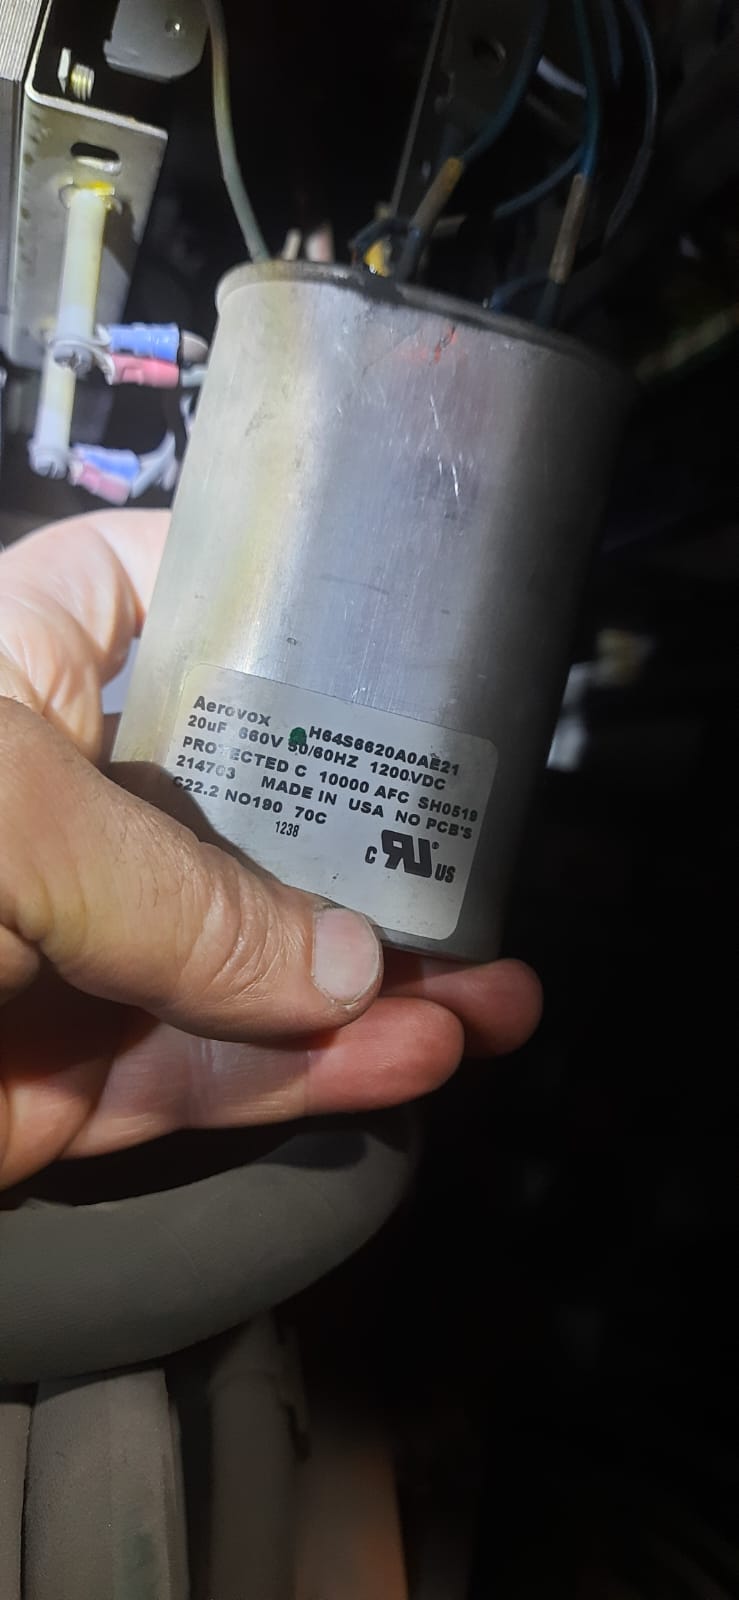 Aerovox H64S6620A0AE21
20uF 660V 50/60HZ 1200VDC
PROTECTED C 10000 AFC SH0519
214703 MADE IN USA NO PCB'S
C22.2 NO190 70C
1238
C RU® US